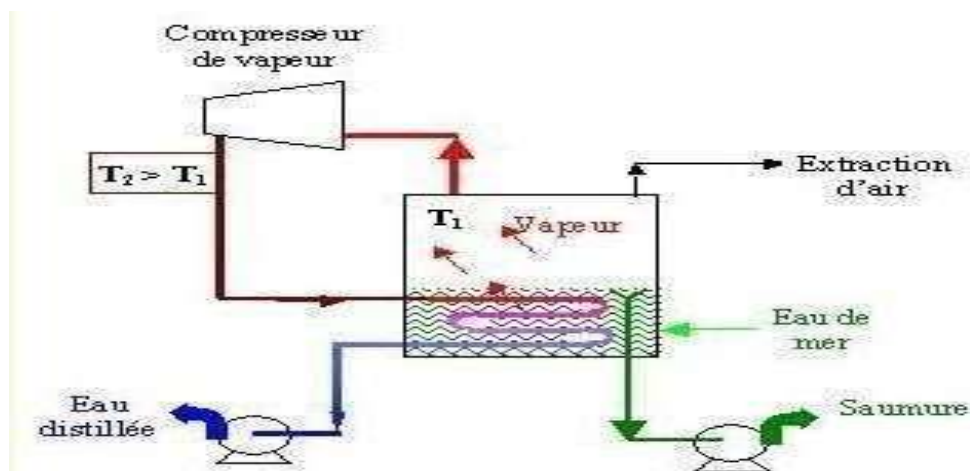 Compresseur
de vapeur
T₂ > T₁
Extraction
d'air
T₁
Vapeur
Eau de
mer
Eau
distillée
Saumure